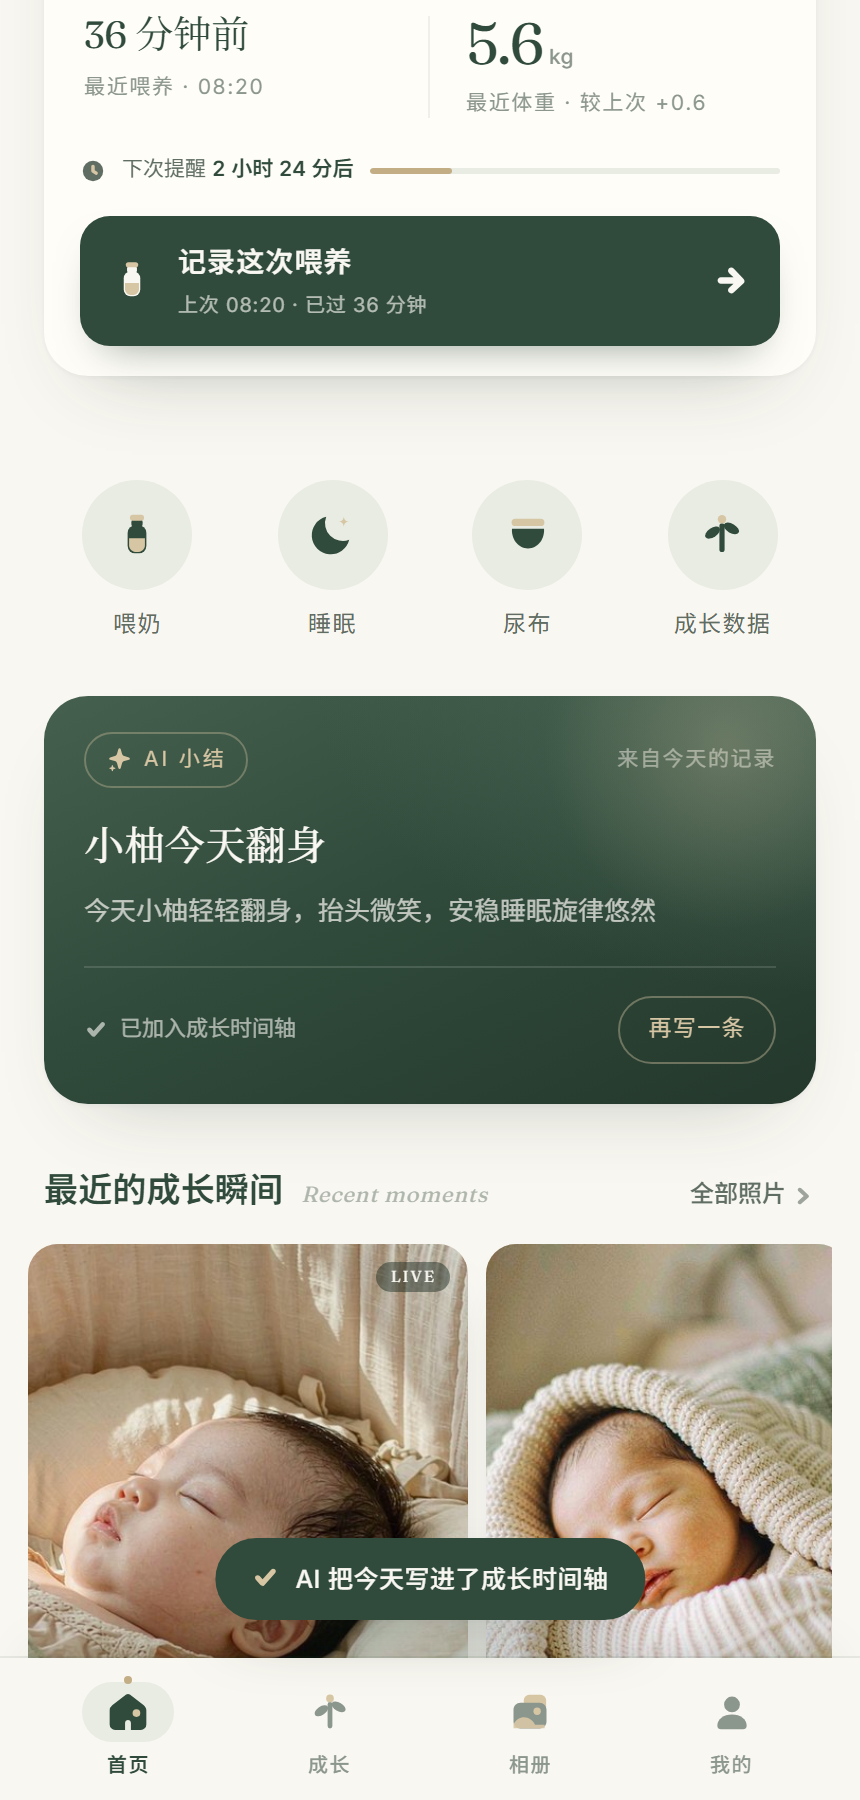 36 分钟前
5.6 kg
最近喂养 · 08:20
最近体重 · 较上次 +0.6
下次提醒 2 小时 24 分后
记录这次喂养
上次 08:20 · 已过 36 分钟
喂奶
睡眠
尿布
成长数据
AI 小结
来自今天的记录
小柚今天翻身
今天小柚轻轻翻身，抬头微笑，安稳睡眠旋律悠然
已加入成长时间轴
再写一条
最近的成长瞬间 Recent moments
全部照片
LIVE
AI 把今天写进了成长时间轴
首页
成长
相册
我的